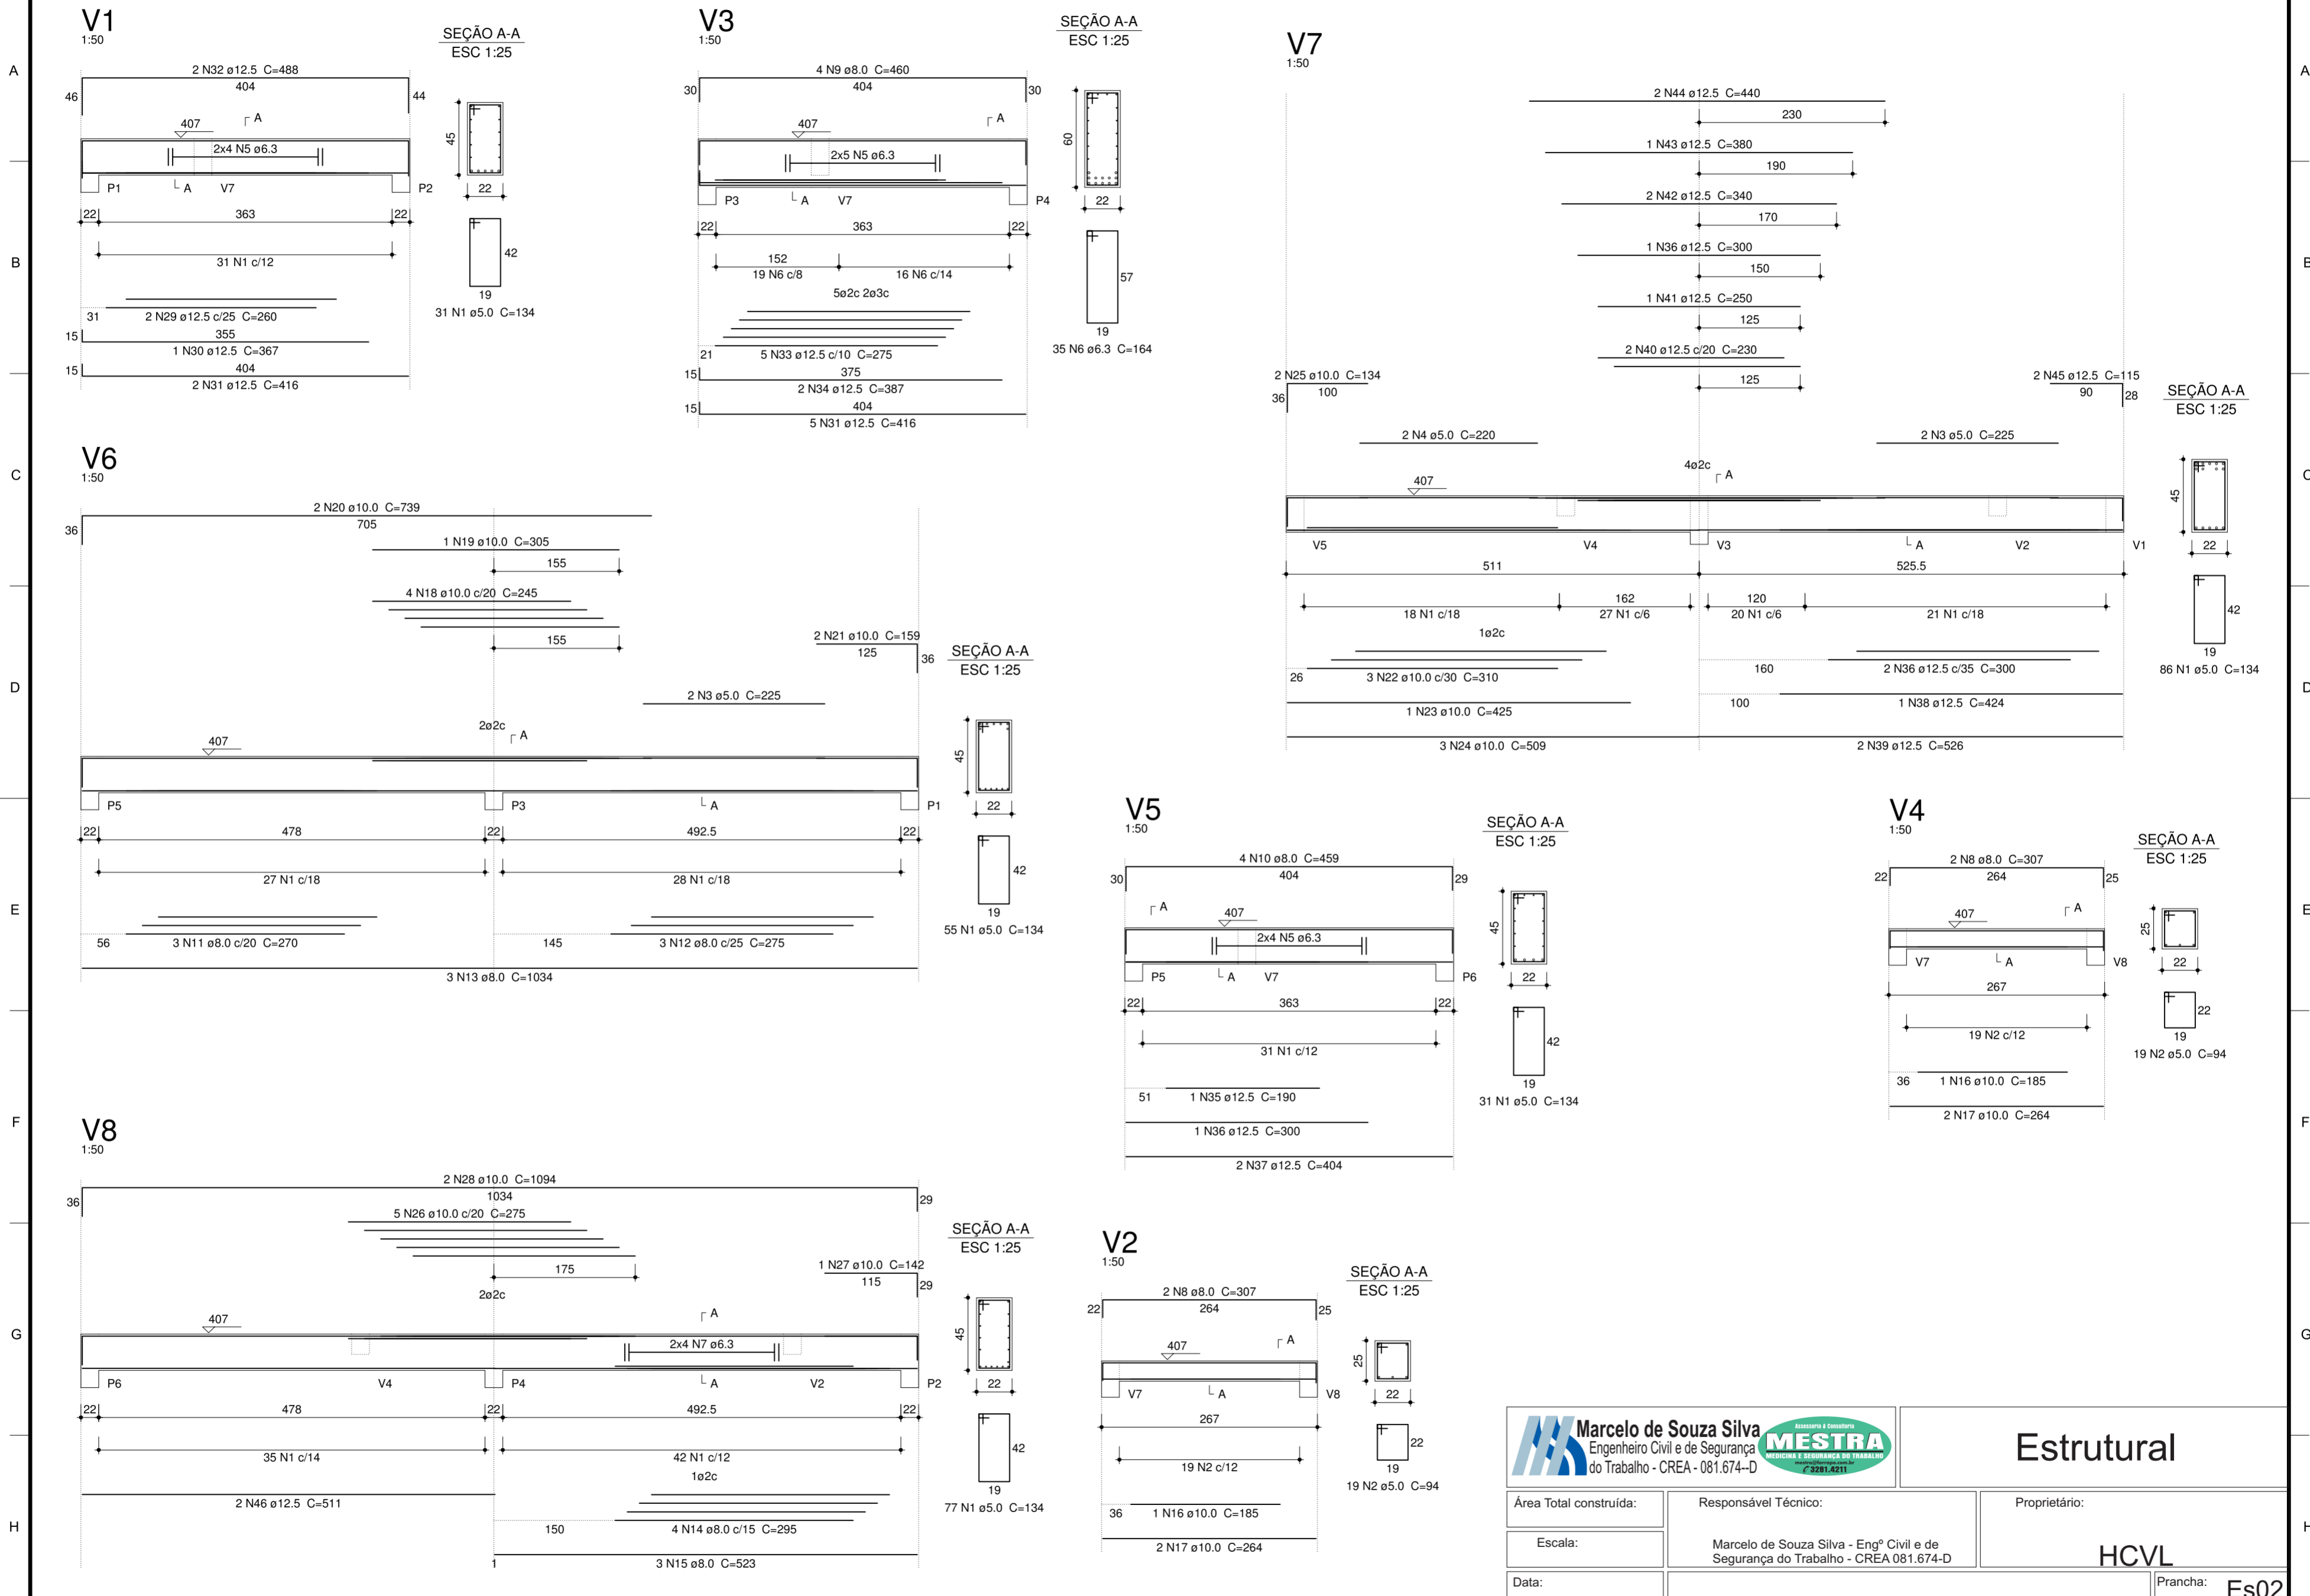 V1
1:50
SEÇÃO A-A
ESC 1:25
2 N32 ø12.5 C=488
404
46
44
407
A
2x4 N5 ø6.3
P1
A
V7
P2
22
363
22
31 N1 c/12
31
2 N29 ø12.5 c/25 C=260
15
355
1 N30 ø12.5 C=367
15
404
2 N31 ø12.5 C=416
45
22
42
19
31 N1 ø5.0 C=134
V3
1:50
SEÇÃO A-A
ESC 1:25
4 N9 ø8.0 C=460
404
30
30
407
A
2x5 N5 ø6.3
P3
A
V7
P4
22
363
22
152
19 N6 c/8
16 N6 c/14
5ø2c 2ø3c
21
5 N33 ø12.5 c/10 C=275
15
375
2 N34 ø12.5 C=387
15
404
5 N31 ø12.5 C=416
60
22
57
19
35 N6 ø6.3 C=164
V7
1:50
2 N44 ø12.5 C=440
230
1 N43 ø12.5 C=380
190
2 N42 ø12.5 C=340
170
1 N36 ø12.5 C=300
150
1 N41 ø12.5 C=250
125
2 N40 ø12.5 c/20 C=230
125
2 N25 ø10.0 C=134
100
36
2 N45 ø12.5 C=115
90
28
2 N4 ø5.0 C=220
2 N3 ø5.0 C=225
4ø2c
A
407
V5
V4
V3
A
V2
V1
511
525.5
162
120
18 N1 c/18
27 N1 c/6
20 N1 c/6
21 N1 c/18
1ø2c
26
3 N22 ø10.0 c/30 C=310
160
2 N36 ø12.5 c/35 C=300
1 N23 ø10.0 C=425
100
1 N38 ø12.5 C=424
3 N24 ø10.0 C=509
2 N39 ø12.5 C=526
SEÇÃO A-A
ESC 1:25
45
22
42
19
86 N1 ø5.0 C=134
V6
1:50
2 N20 ø10.0 C=739
705
36
1 N19 ø10.0 C=305
155
4 N18 ø10.0 c/20 C=245
155
2 N21 ø10.0 C=159
125
36
2 N3 ø5.0 C=225
2ø2c
A
407
P5
P3
A
P1
22
478
22
492.5
22
27 N1 c/18
28 N1 c/18
56
3 N11 ø8.0 c/20 C=270
145
3 N12 ø8.0 c/25 C=275
3 N13 ø8.0 C=1034
SEÇÃO A-A
ESC 1:25
45
22
42
19
55 N1 ø5.0 C=134
V5
1:50
4 N10 ø8.0 C=459
404
30
29
A
407
2x4 N5 ø6.3
P5
A
V7
P6
22
363
22
31 N1 c/12
51
1 N35 ø12.5 C=190
1 N36 ø12.5 C=300
2 N37 ø12.5 C=404
SEÇÃO A-A
ESC 1:25
45
22
42
19
31 N1 ø5.0 C=134
V4
1:50
2 N8 ø8.0 C=307
22
264
25
407
A
V7
A
V8
267
19 N2 c/12
36
1 N16 ø10.0 C=185
2 N17 ø10.0 C=264
SEÇÃO A-A
ESC 1:25
25
22
22
19
19 N2 ø5.0 C=94
V8
1:50
2 N28 ø10.0 C=1094
1034
36
29
5 N26 ø10.0 c/20 C=275
175
1 N27 ø10.0 C=142
115
29
2ø2c
A
407
2x4 N7 ø6.3
P6
V4
P4
A
V2
P2
22
478
22
492.5
22
35 N1 c/14
42 N1 c/12
1ø2c
2 N46 ø12.5 C=511
150
4 N14 ø8.0 c/15 C=295
1
3 N15 ø8.0 C=523
SEÇÃO A-A
ESC 1:25
45
22
42
19
77 N1 ø5.0 C=134
V2
1:50
2 N8 ø8.0 C=307
22
264
25
407
A
V7
A
V8
267
19 N2 c/12
36
1 N16 ø10.0 C=185
2 N17 ø10.0 C=264
SEÇÃO A-A
ESC 1:25
25
22
22
19
19 N2 ø5.0 C=94
A
B
C
D
E
F
G
H
A
B
C
D
E
F
G
H
Marcelo de Souza Silva
Engenheiro Civil e de Segurança
do Trabalho - CREA - 081.674--D
Assessoria & Consultoria
MESTRA
MEDICINA E SEGURANÇA DO TRABALHO
3281.4211
Estrutural
Área Total construída:
Responsável Técnico:
Proprietário:
Escala:
Marcelo de Souza Silva - Engº Civil e de
Segurança do Trabalho - CREA 081.674-D
HCVL
Data:
Prancha:
Es02